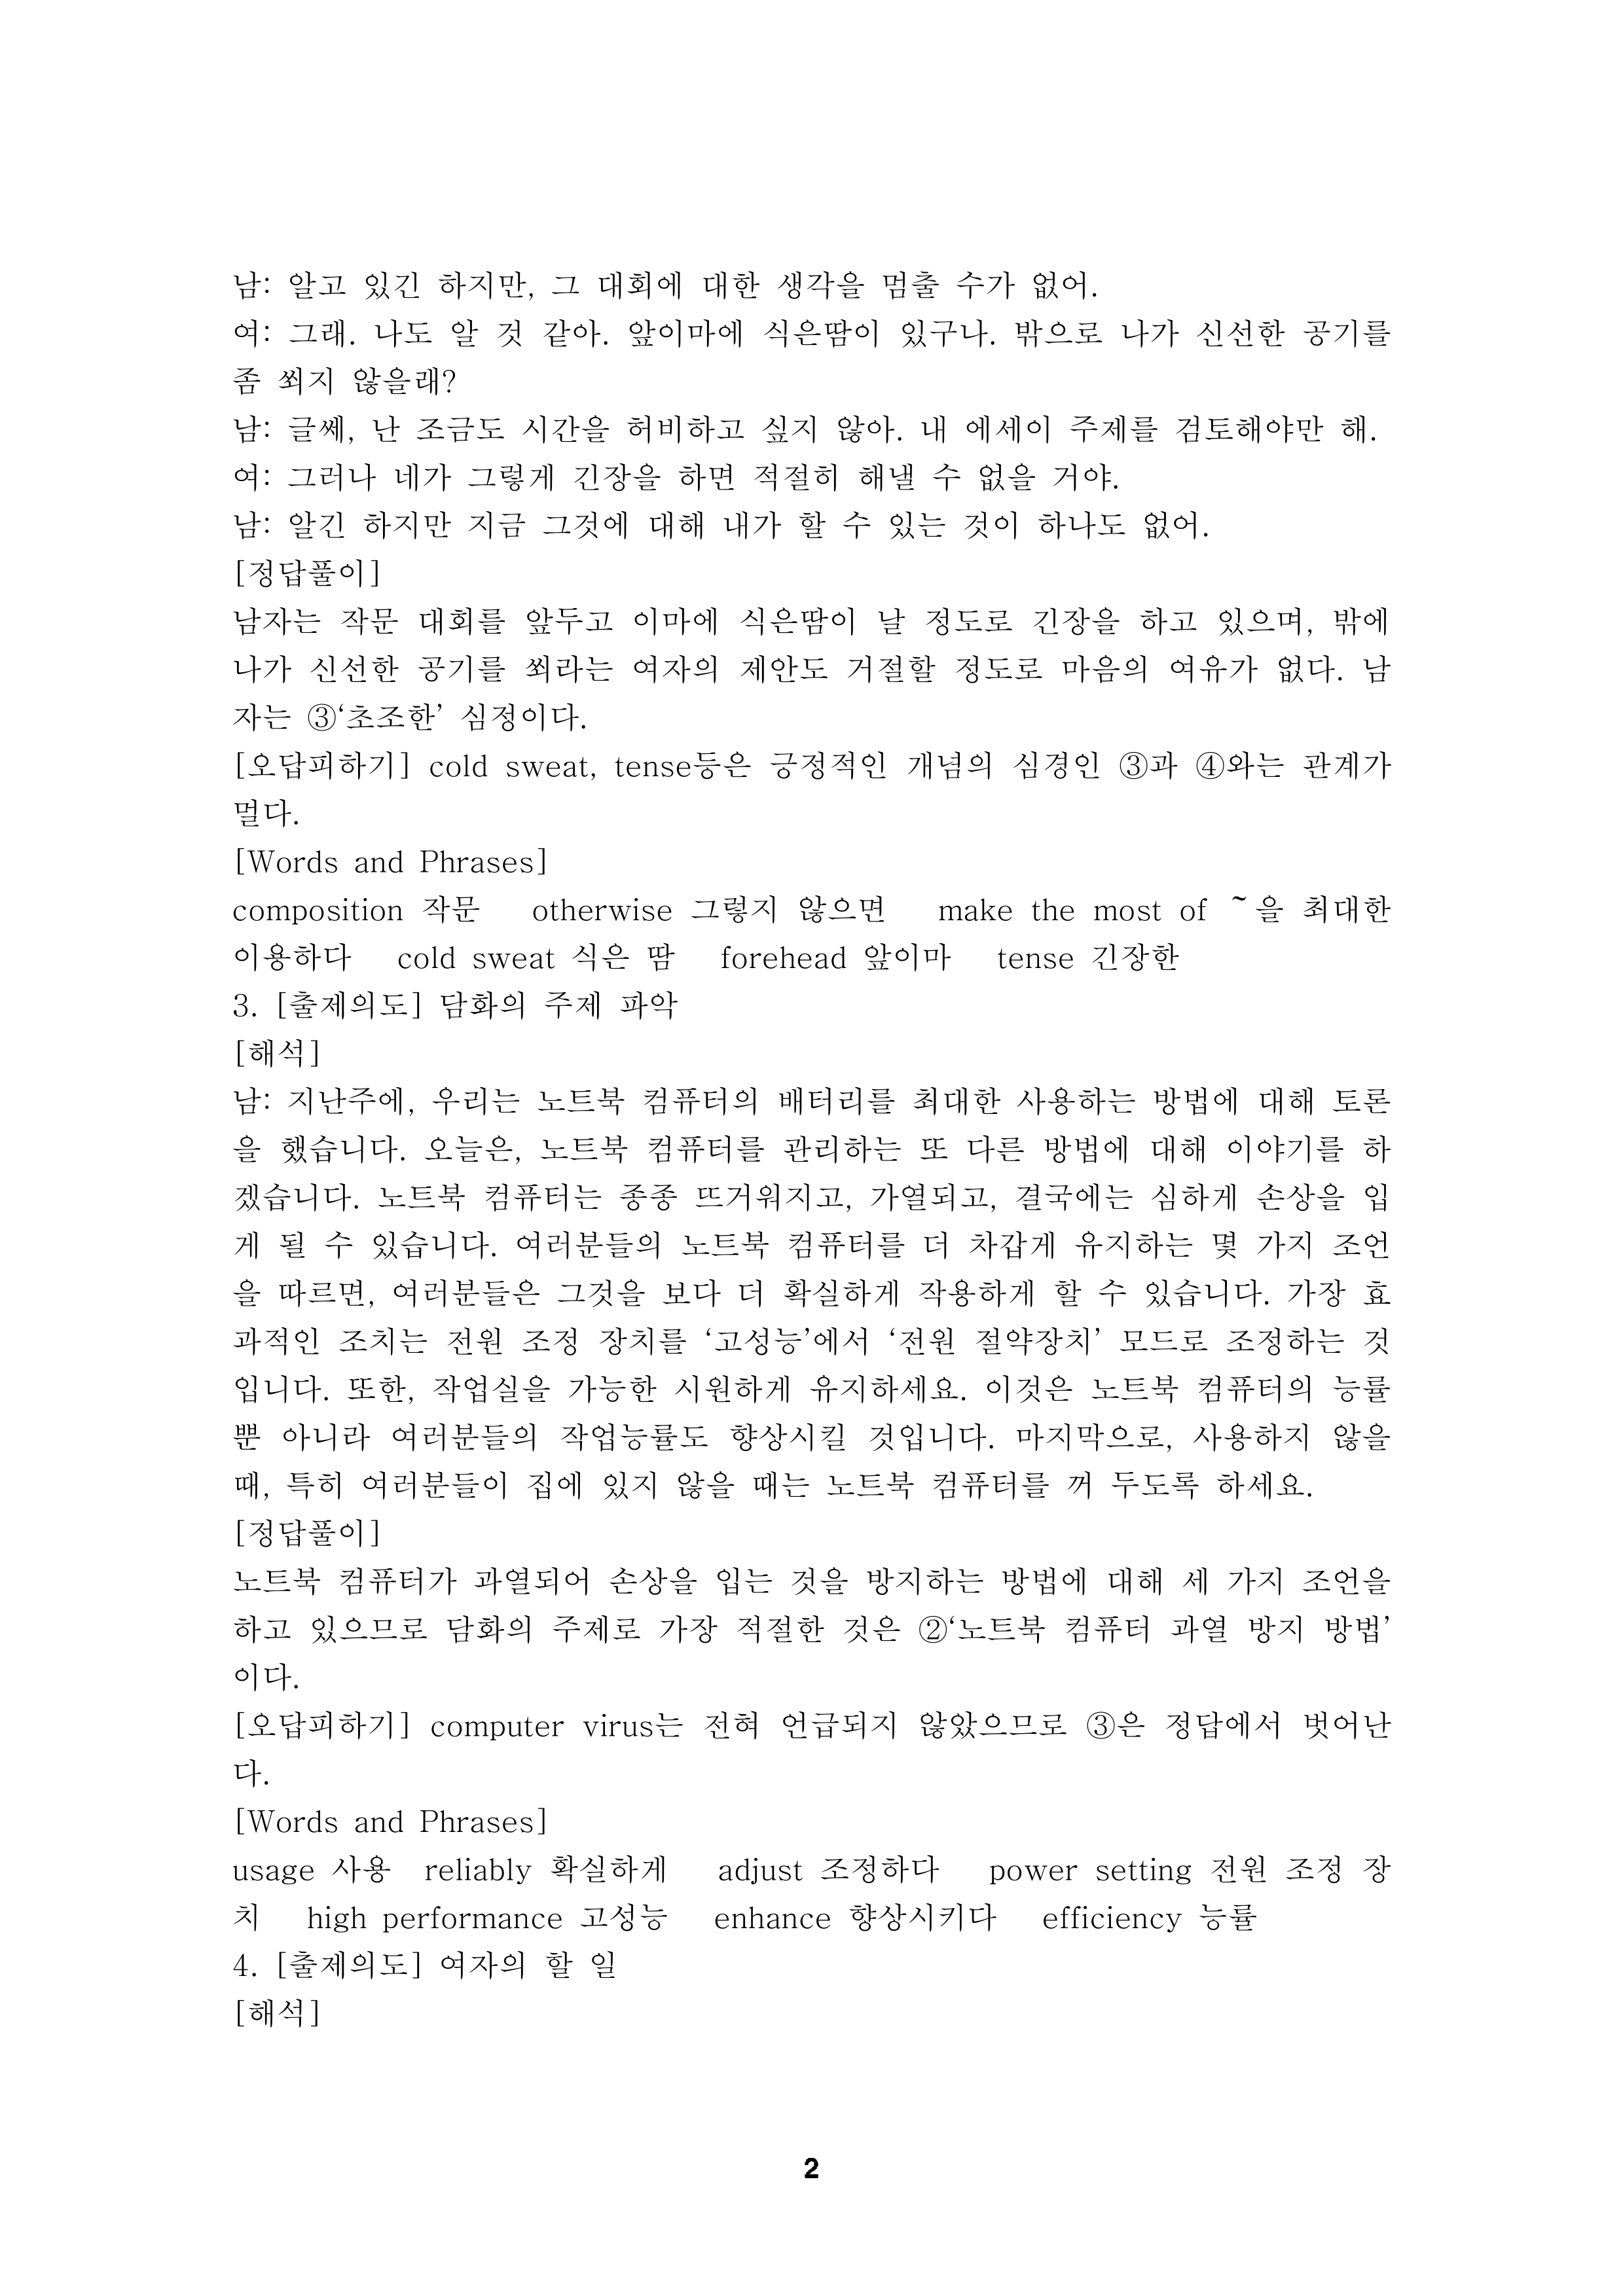 남: 알고 있긴 하지만, 그 대회에 대한 생각을 멈출 수가 없어.
여: 그래. 나도 알 것 같아. 앞이마에 식은땀이 있구나. 밖으로 나가 신선한 공기를
좀 쐬지 않을래?
남: 글쎄, 난 조금도 시간을 허비하고 싶지 않아. 내 에세이 주제를 검토해야만 해.
여: 그러나 네가 그렇게 긴장을 하면 적절히 해낼 수 없을 거야.
남: 알긴 하지만 지금 그것에 대해 내가 할 수 있는 것이 하나도 없어.
[정답풀이]
남자는 작문 대회를 앞두고 이마에 식은땀이 날 정도로 긴장을 하고 있으며, 밖에
나가 신선한 공기를 쐬라는 여자의 제안도 거절할 정도로 마음의 여유가 없다. 남
자는 ③‘초조한’ 심정이다.
[오답피하기] cold sweat, tense등은 긍정적인 개념의 심경인 ③과 ④와는 관계가
멀다.
[Words and Phrases]
composition 작문 otherwise 그렇지 않으면 make the most of ~을 최대한
이용하다 cold sweat 식은 땀 forehead 앞이마 tense 긴장한
3. [출제의도] 담화의 주제 파악
[해석]
남: 지난주에, 우리는 노트북 컴퓨터의 배터리를 최대한 사용하는 방법에 대해 토론
을 했습니다. 오늘은, 노트북 컴퓨터를 관리하는 또 다른 방법에 대해 이야기를 하
겠습니다. 노트북 컴퓨터는 종종 뜨거워지고, 가열되고, 결국에는 심하게 손상을 입
게 될 수 있습니다. 여러분들의 노트북 컴퓨터를 더 차갑게 유지하는 몇 가지 조언
을 따르면, 여러분들은 그것을 보다 더 확실하게 작용하게 할 수 있습니다. 가장 효
과적인 조치는 전원 조정 장치를 ‘고성능’에서 ‘전원 절약장치’ 모드로 조정하는 것
입니다. 또한, 작업실을 가능한 시원하게 유지하세요. 이것은 노트북 컴퓨터의 능률
뿐 아니라 여러분들의 작업능률도 향상시킬 것입니다. 마지막으로, 사용하지 않을
때, 특히 여러분들이 집에 있지 않을 때는 노트북 컴퓨터를 꺼 두도록 하세요.
[정답풀이]
노트북 컴퓨터가 과열되어 손상을 입는 것을 방지하는 방법에 대해 세 가지 조언을
하고 있으므로 담화의 주제로 가장 적절한 것은 ②‘노트북 컴퓨터 과열 방지 방법’
이다.
[오답피하기] computer virus는 전혀 언급되지 않았으므로 ③은 정답에서 벗어난
다.
[Words and Phrases]
usage 사용 reliably 확실하게 adjust 조정하다 power setting 전원 조정 장
치 high performance 고성능 enhance 향상시키다 efficiency 능률
4. [출제의도] 여자의 할 일
[해석]
2